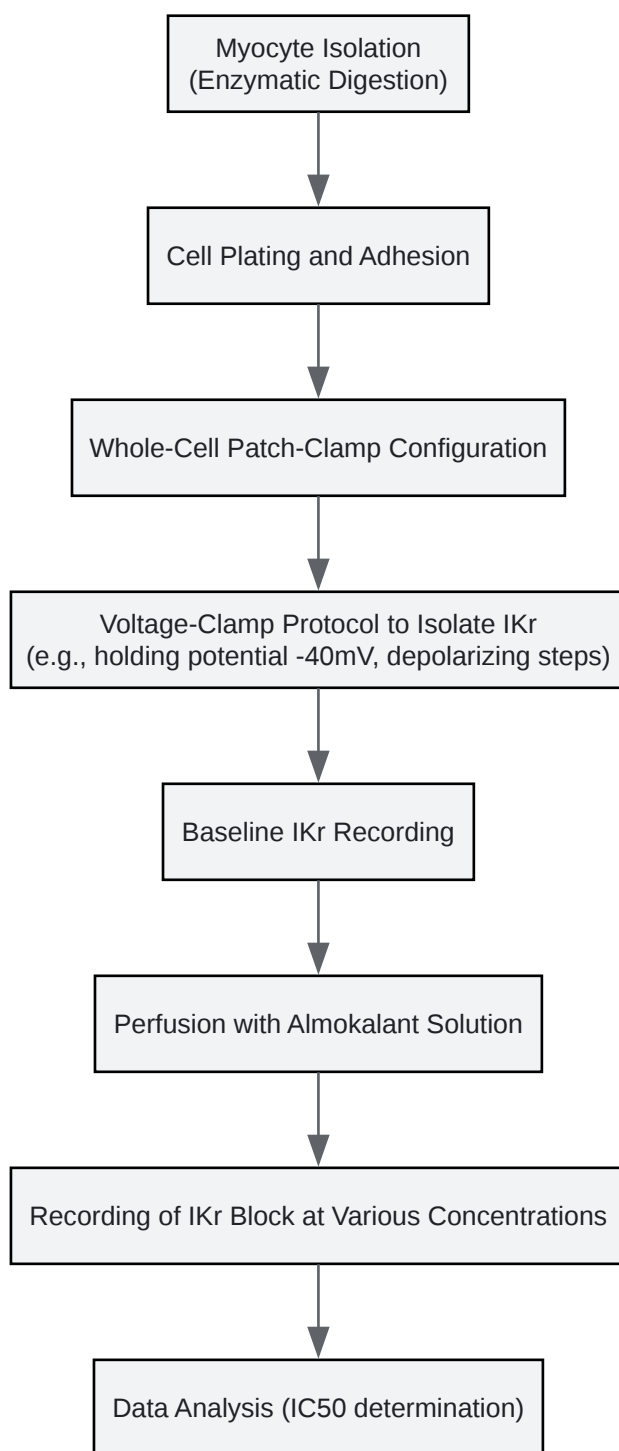 Myocyte Isolation
(Enzymatic Digestion)
Cell Plating and Adhesion
Whole-Cell Patch-Clamp Configuration
Voltage-Clamp Protocol to Isolate IKr
(e.g., holding potential -40mV, depolarizing steps)
Baseline IKr Recording
Perfusion with Almokalant Solution
Recording of IKr Block at Various Concentrations
Data Analysis (IC50 determination)